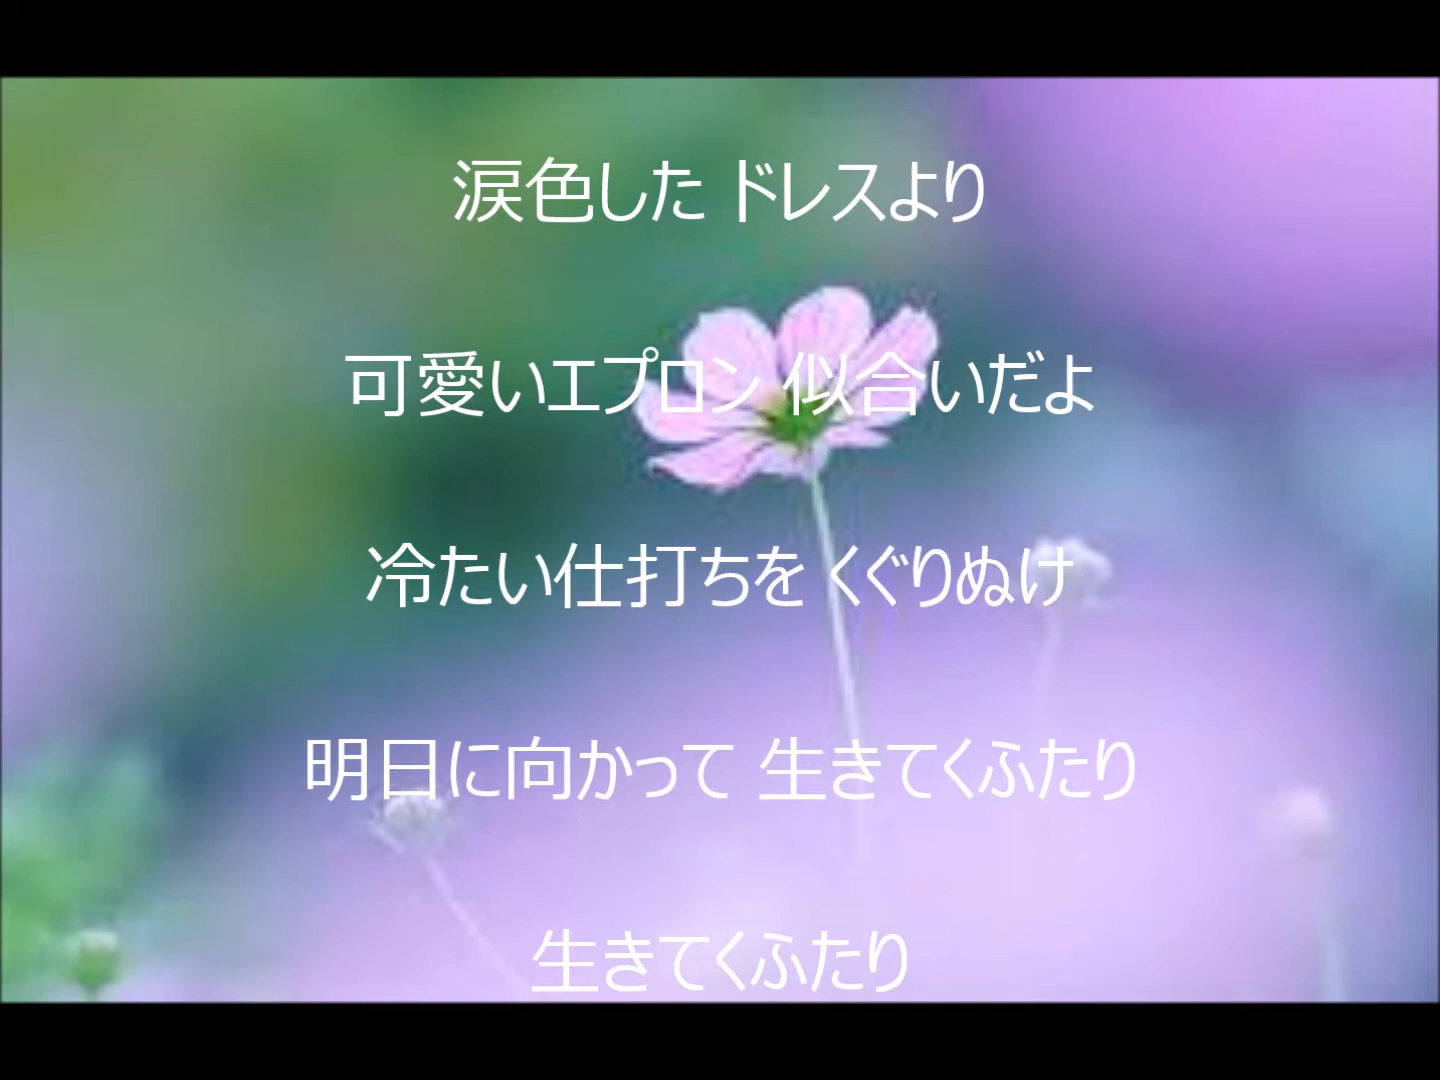 涙色した ドレスより
可愛いエプロン 似合いだよ
冷たい仕打ちを くぐりぬけ
明日に向かって 生きてくふたり
生きてくふたり